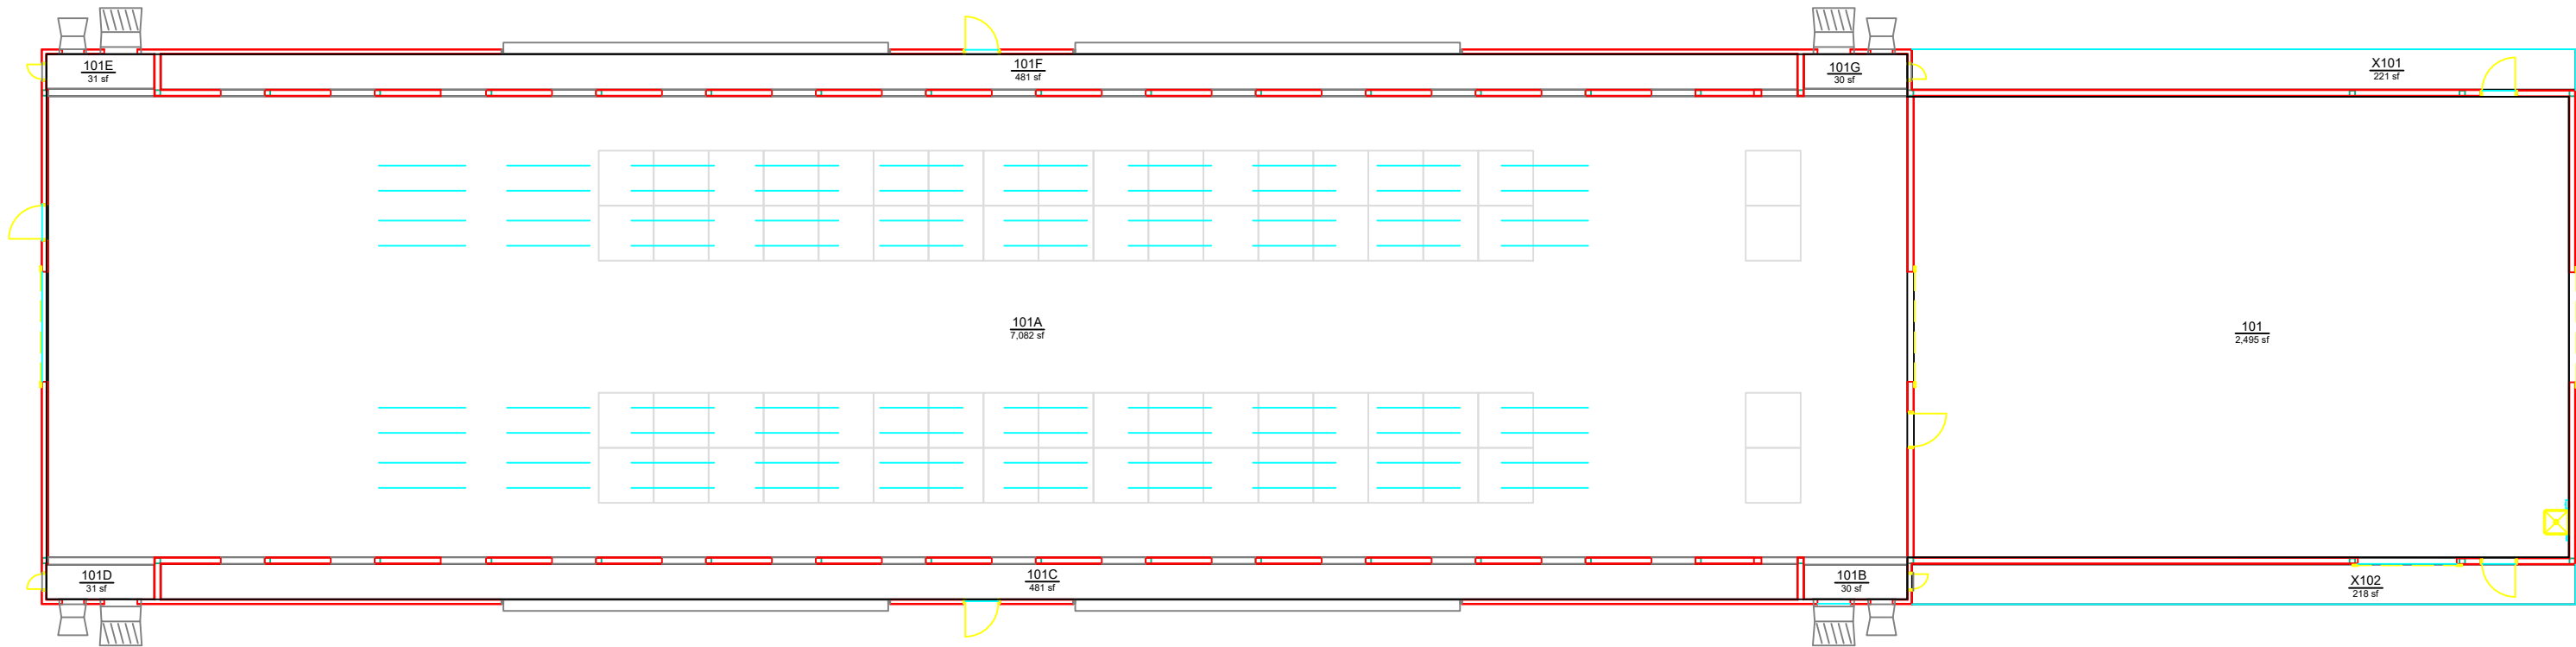 101E
31 sf
101F
481 sf
101G
30 sf
X101
221 sf
101A
7,082 sf
101
2,495 sf
101D
31 sf
101C
481 sf
101B
30 sf
X102
218 sf